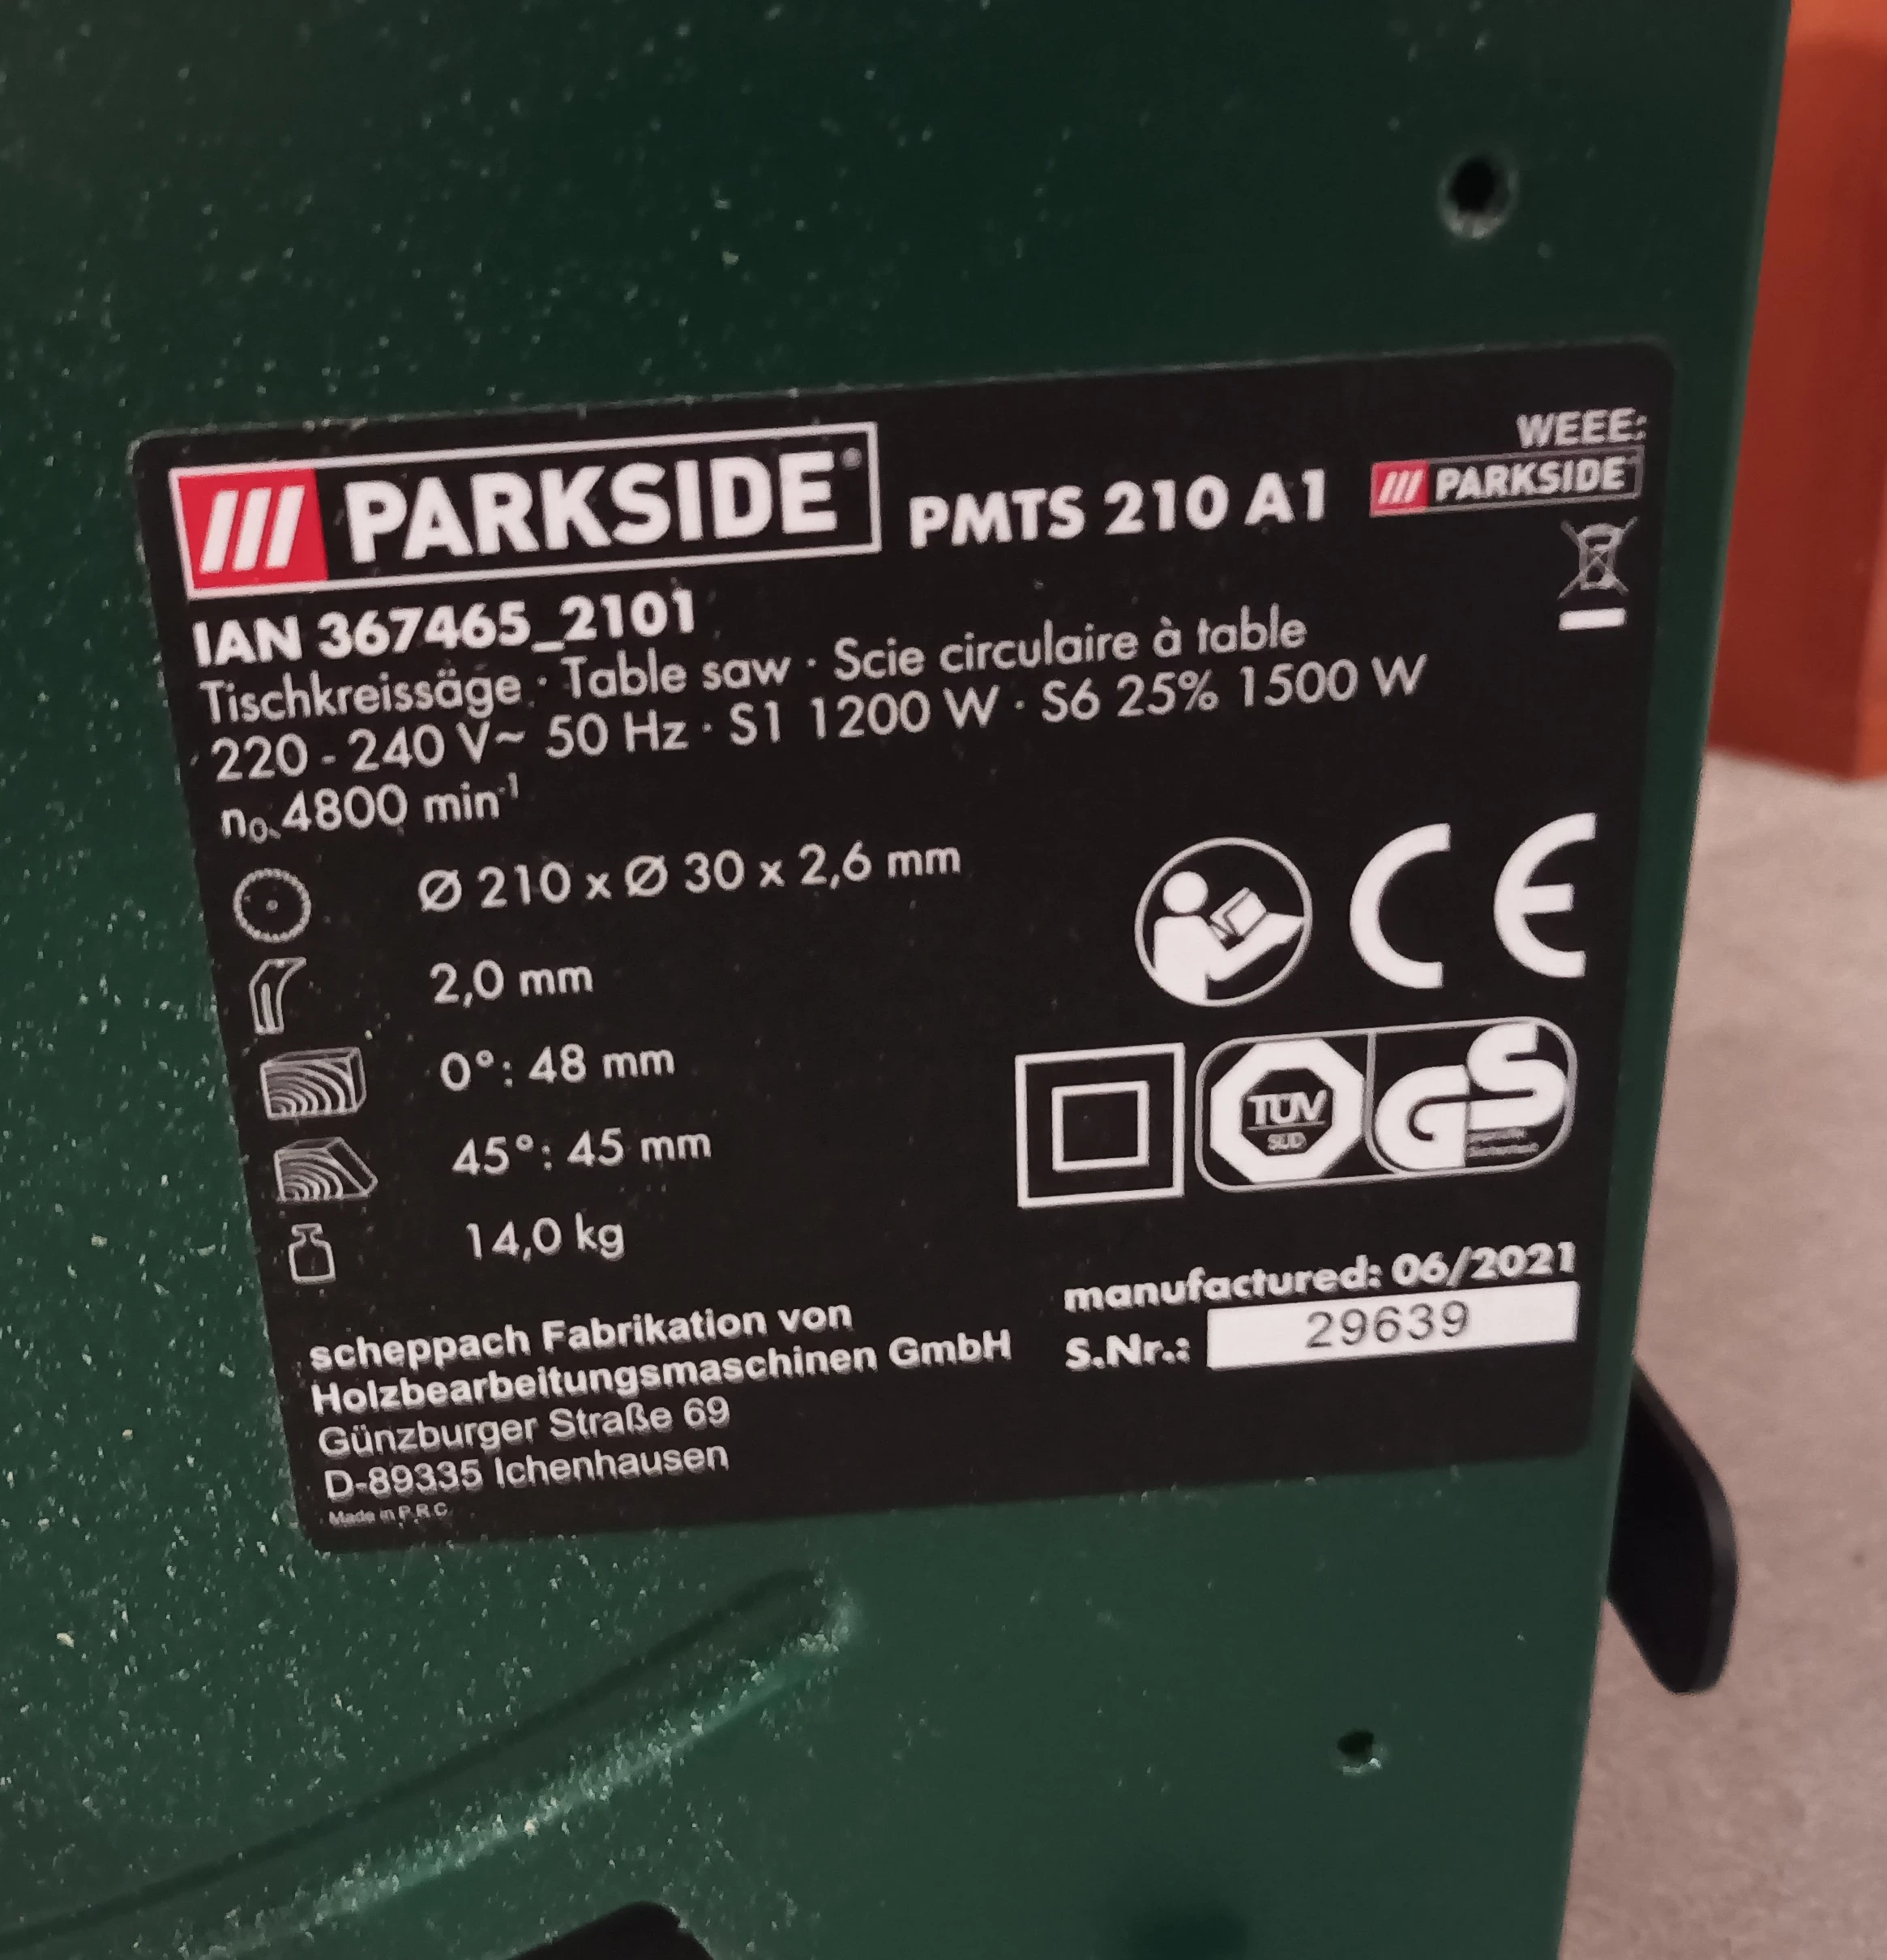 PARKSIDE®
PMTS 210 A1
WEEE:
PARKSIDE
IAN 367465_2101
Tischkreissäge · Table saw · Scie circulaire à table
220 - 240 V~ 50 Hz · S1 1200 W · S6 25% 1500 W
n₀ 4800 min⁻¹
Ø 210 x Ø 30 x 2,6 mm
2,0 mm
0°: 48 mm
45°: 45 mm
14,0 kg
CE
TÜV
SÜD
GS
manufactured: 06/2021
S.Nr.: 29639
scheppach Fabrikation von
Holzbearbeitungsmaschinen GmbH
Günzburger Straße 69
D-89335 Ichenhausen
Made in P.R.C.